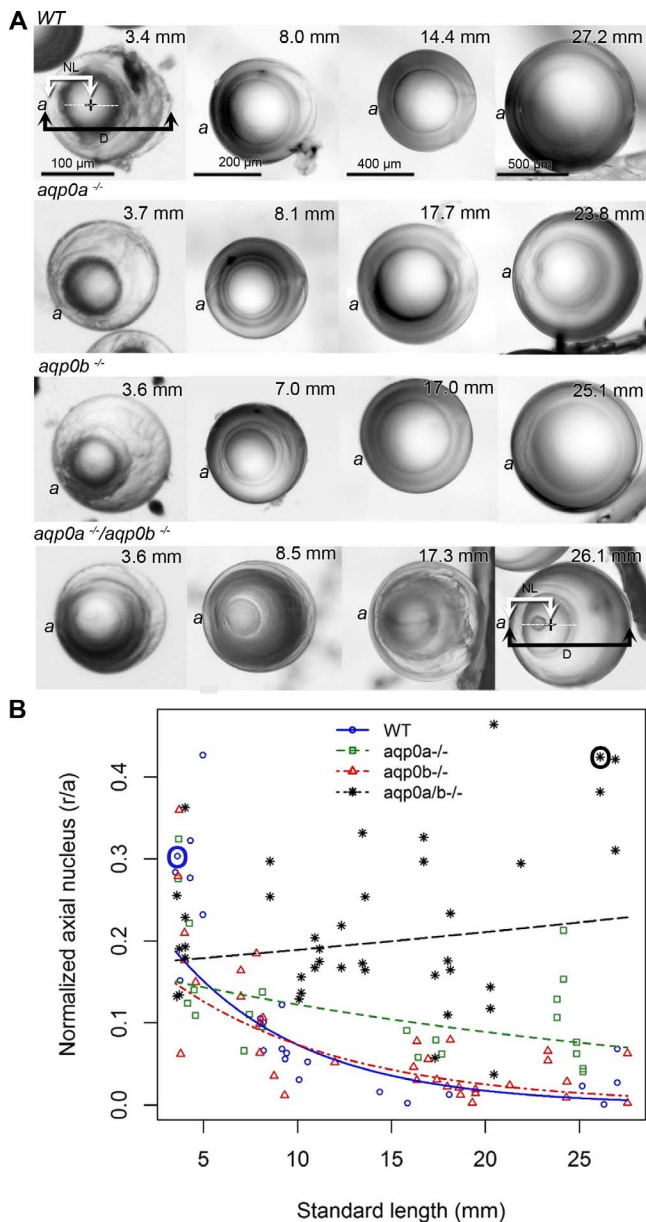 A
WT
3.4 mm 8.0 mm 14.4 mm 27.2 mm
NL
a a a a
D
100 µm 200 µm 400 µm 500 µm
aqp0a -/-
3.7 mm 8.1 mm 17.7 mm 23.8 mm
a a a a
aqp0b -/-
3.6 mm 7.0 mm 17.0 mm 25.1 mm
a a a a
aqp0a -/-/aqp0b -/-
3.6 mm 8.5 mm 17.3 mm 26.1 mm
NL
a a a a
D
B
WT
aqp0a-/-
aqp0b-/-
aqp0a/b-/-
Normalized axial nucleus (r/a)
0.4
0.3
0.2
0.1
0.0
5 10 15 20 25
Standard length (mm)